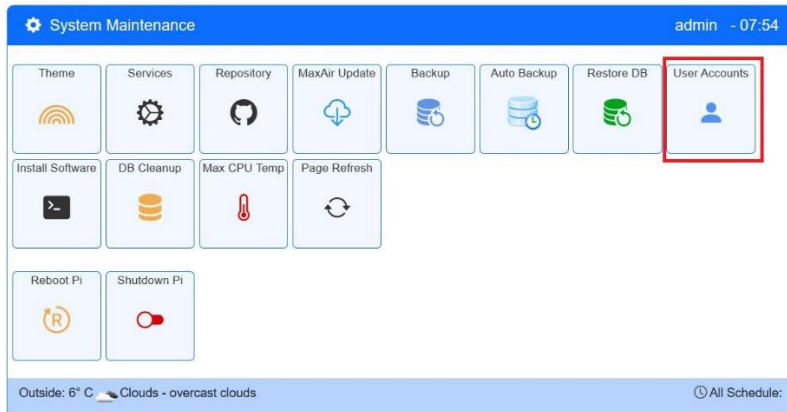 System Maintenance admin - 07:54
Theme Services Repository MaxAir Update Backup Auto Backup Restore DB User Accounts
Install Software DB Cleanup Max CPU Temp Page Refresh
>_
Reboot Pi Shutdown Pi
R
Outside: 6° C Clouds - overcast clouds All Schedule: